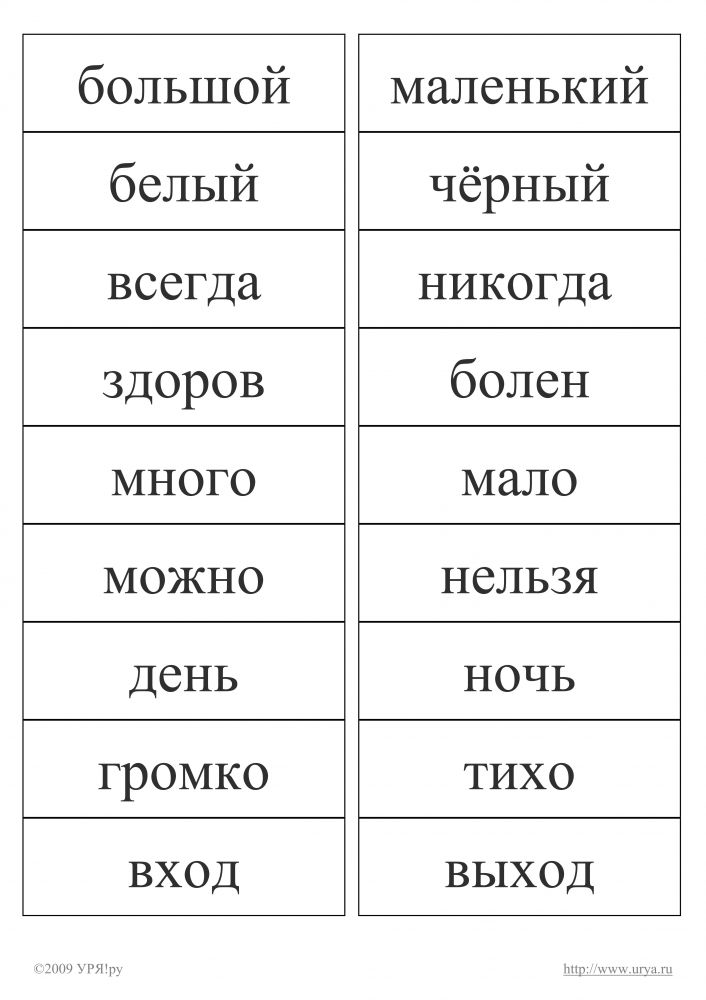 большой маленький
белый чёрный
всегда никогда
здоров болен
много мало
можно нельзя
день ночь
громко тихо
вход выход
©2009 УРЯ!ру http://www.urya.ru